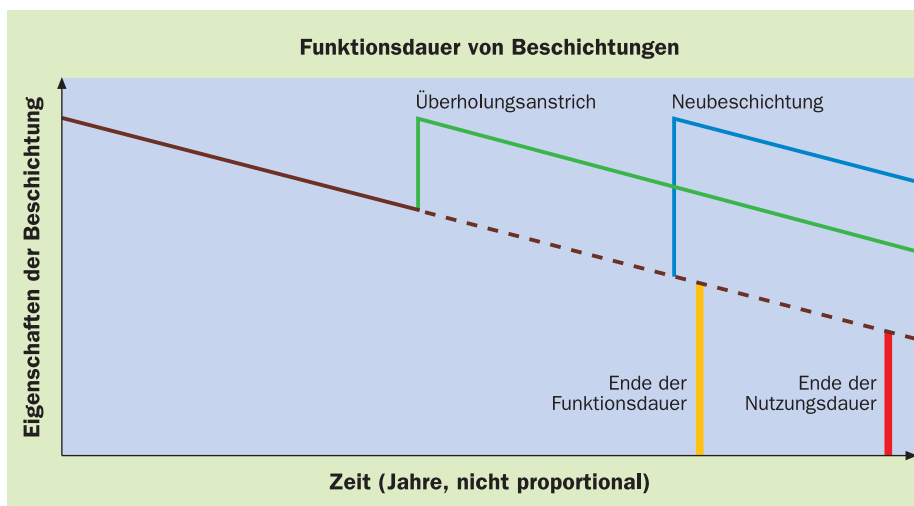 Funktionsdauer von Beschichtungen
Eigenschaften der Beschichtung
Überholungsanstrich
Neubeschichtung
Ende der
Funktionsdauer
Ende der
Nutzungsdauer
Zeit (Jahre, nicht proportional)